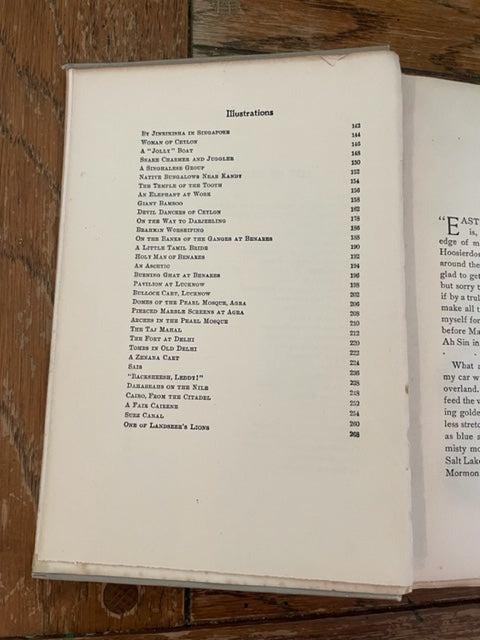 Illustrations
BY JINRIKISHA IN SINGAPORE
WOMAN OF CEYLON 144
A "JOLLY" BOAT 146
SNAKE CHARMER AND JUGGLER 148
A SINGHALESE GROUP 150
NATIVE BUNGALOWS NEAR KANDY 152
THE TEMPLE OF THE TOOTH 154
AN ELEPHANT AT WORK 156
GIANT BAMBOO 158
DEVIL DANCERS OF CEYLON 162
ON THE WAY TO DARJEELING 178
BRAHMIN WORSHIPING 186
ON THE BANKS OF THE GANGES AT BENARES 188
A LITTLE TAMIL BRIDE 190
HOLY MAN OF BENARES 192
AN ASCETIC 194
BURNING GHAT AT BENARES 196
PAVILION AT LUCKNOW 198
BULLOCK CART, LUCKNOW 202
DOMES OF THE PEARL MOSQUE, AGRA 206
PIERCED MARBLE SCREENS AT AGRA 208
ARCHES IN THE PEARL MOSQUE 210
THE TAJ MAHAL 212
THE FORT AT DELHI 220
TOMBS IN OLD DELHI 222
A ZENANA CART 224
SAIS
"BACKSHEESH, LEDDY!"
DAHABEAHS ON THE NILE
CAIRO, FROM THE CITADEL 252
A FAIR CAIRENE 254
SUEZ CANAL 260
ONE OF LANDSEER'S LIONS 268
"EAST
is,
edge of m
Hoosierdo
around the
glad to get
but sorry t
if by a trul
make all t
myself for
before Ma
Ah Sin in
What a
my car w
overland.
feed the v
ing golde
less stretc
as blue a
misty mo
Salt Lake
Mormon